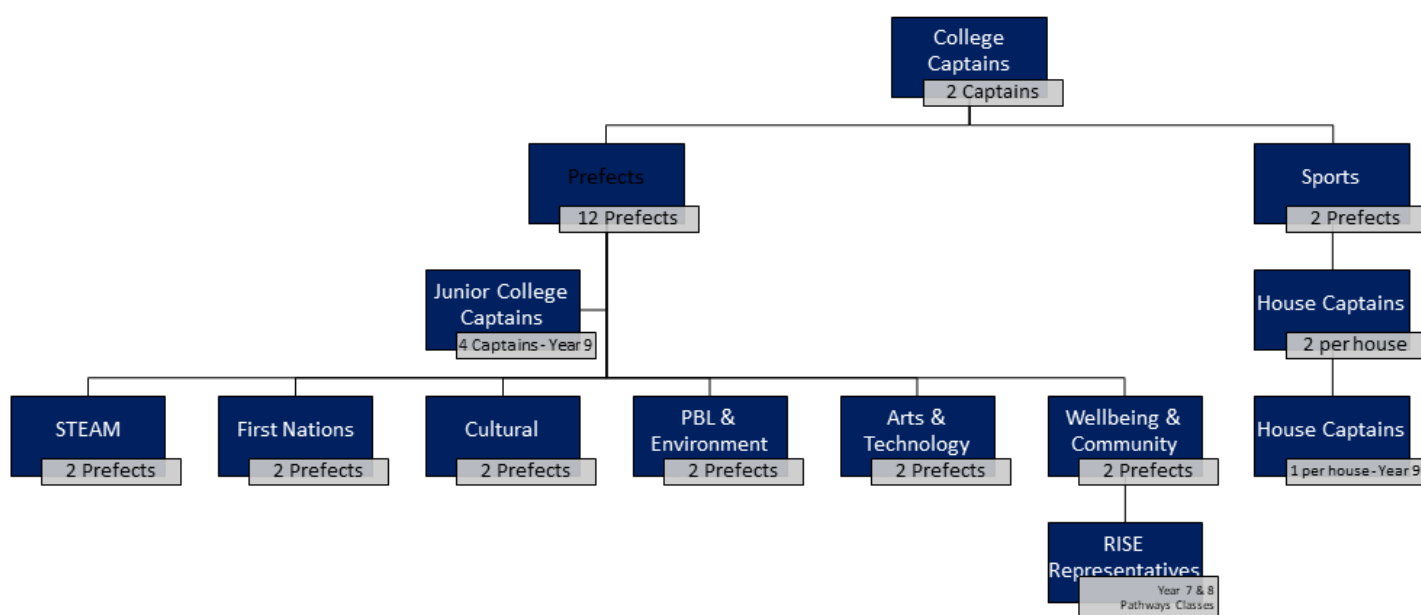 College
Captains
2 Captains
Prefects
12 Prefects
Sports
2 Prefects
Junior College
Captains
4 Captains - Year 9
House Captains
2 per house
STEAM
2 Prefects
First Nations
2 Prefects
Cultural
2 Prefects
PBL &
Environment
2 Prefects
Arts &
Technology
2 Prefects
Wellbeing &
Community
2 Prefects
House Captains
1 per house - Year 9
RISE
Representatives
Year 7 & 8
Pathways Classes